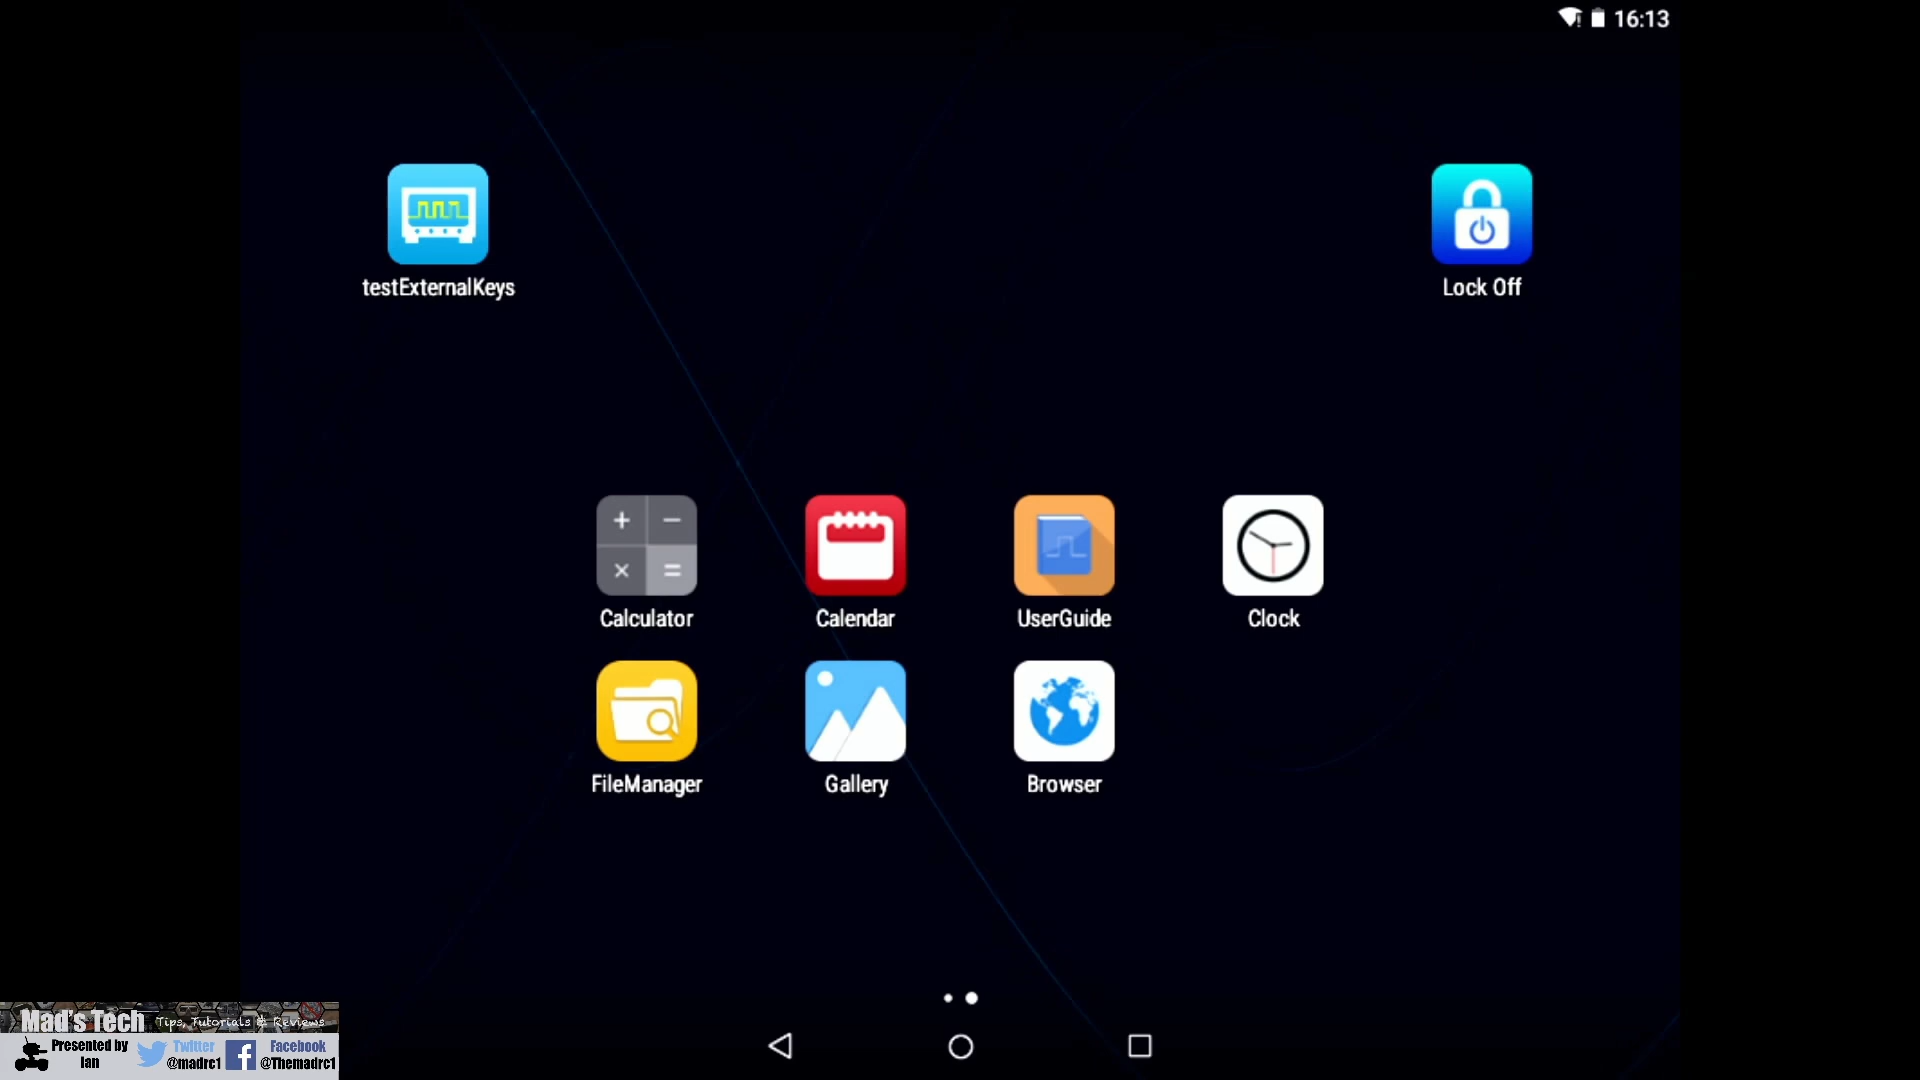 16:13
testExternalKeys
Lock Off
Calculator
Calendar
UserGuide
Clock
FileManager
Gallery
Browser
Mad's Tech
Tips, Tutorials & Reviews
Presented by
Ian
Twitter
@madrc1
Facebook
@Themadrc1